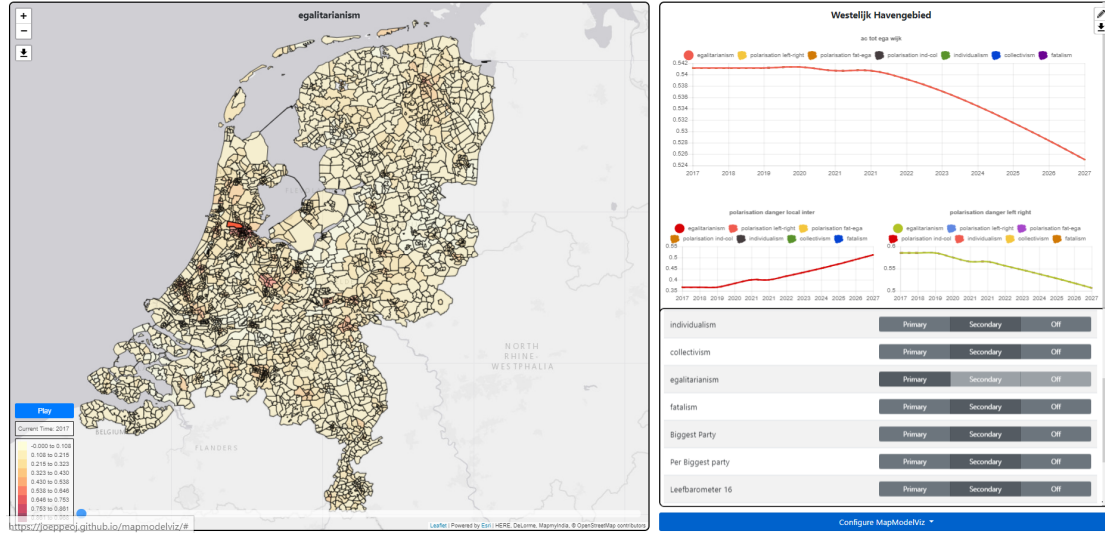 +
−
egalitarianism
NORTH
RHINE-
WESTFHALIA
BELGIUM
FLANDERS
Play
Current Time: 2017
-0.000 to 0.108
0.108 to 0.215
0.215 to 0.323
0.323 to 0.430
0.430 to 0.538
0.538 to 0.646
0.646 to 0.753
0.753 to 0.861
https://joeppeoj.github.io/mapmodelviz/#
Leaflet | Powered by Esri | HERE, DeLorme, MapmyIndia, © OpenStreetMap contributors
Westelijk Havengebied
ac tot ega wijk
egalitarianism polarisation left-right polarisation fat-ega polarisation ind-col individualism collectivism fatalism
0.542
0.54
0.538
0.536
0.534
0.532
0.53
0.528
0.526
0.524
2017 2018 2019 2020 2021 2021 2022 2023 2024 2025 2026 2027
polarisation danger local inter
egalitarianism polarisation left-right polarisation fat-ega
polarisation ind-col individualism collectivism fatalism
0.55
0.5
0.45
0.4
0.35
2017 2018 2019 2020 2021 2021 2022 2023 2024 2025 2026 2027
polarisation danger left right
egalitarianism polarisation left-right polarisation fat-ega
polarisation ind-col individualism collectivism fatalism
0.6
0.5
2017 2018 2019 2020 2021 2021 2022 2023 2024 2025 2026 2027
individualism Primary Secondary Off
collectivism Primary Secondary Off
egalitarianism Primary Secondary Off
fatalism Primary Secondary Off
Biggest Party Primary Secondary Off
Per Biggest party Primary Secondary Off
Leefbarometer 16 Primary Secondary Off
Configure MapModelViz